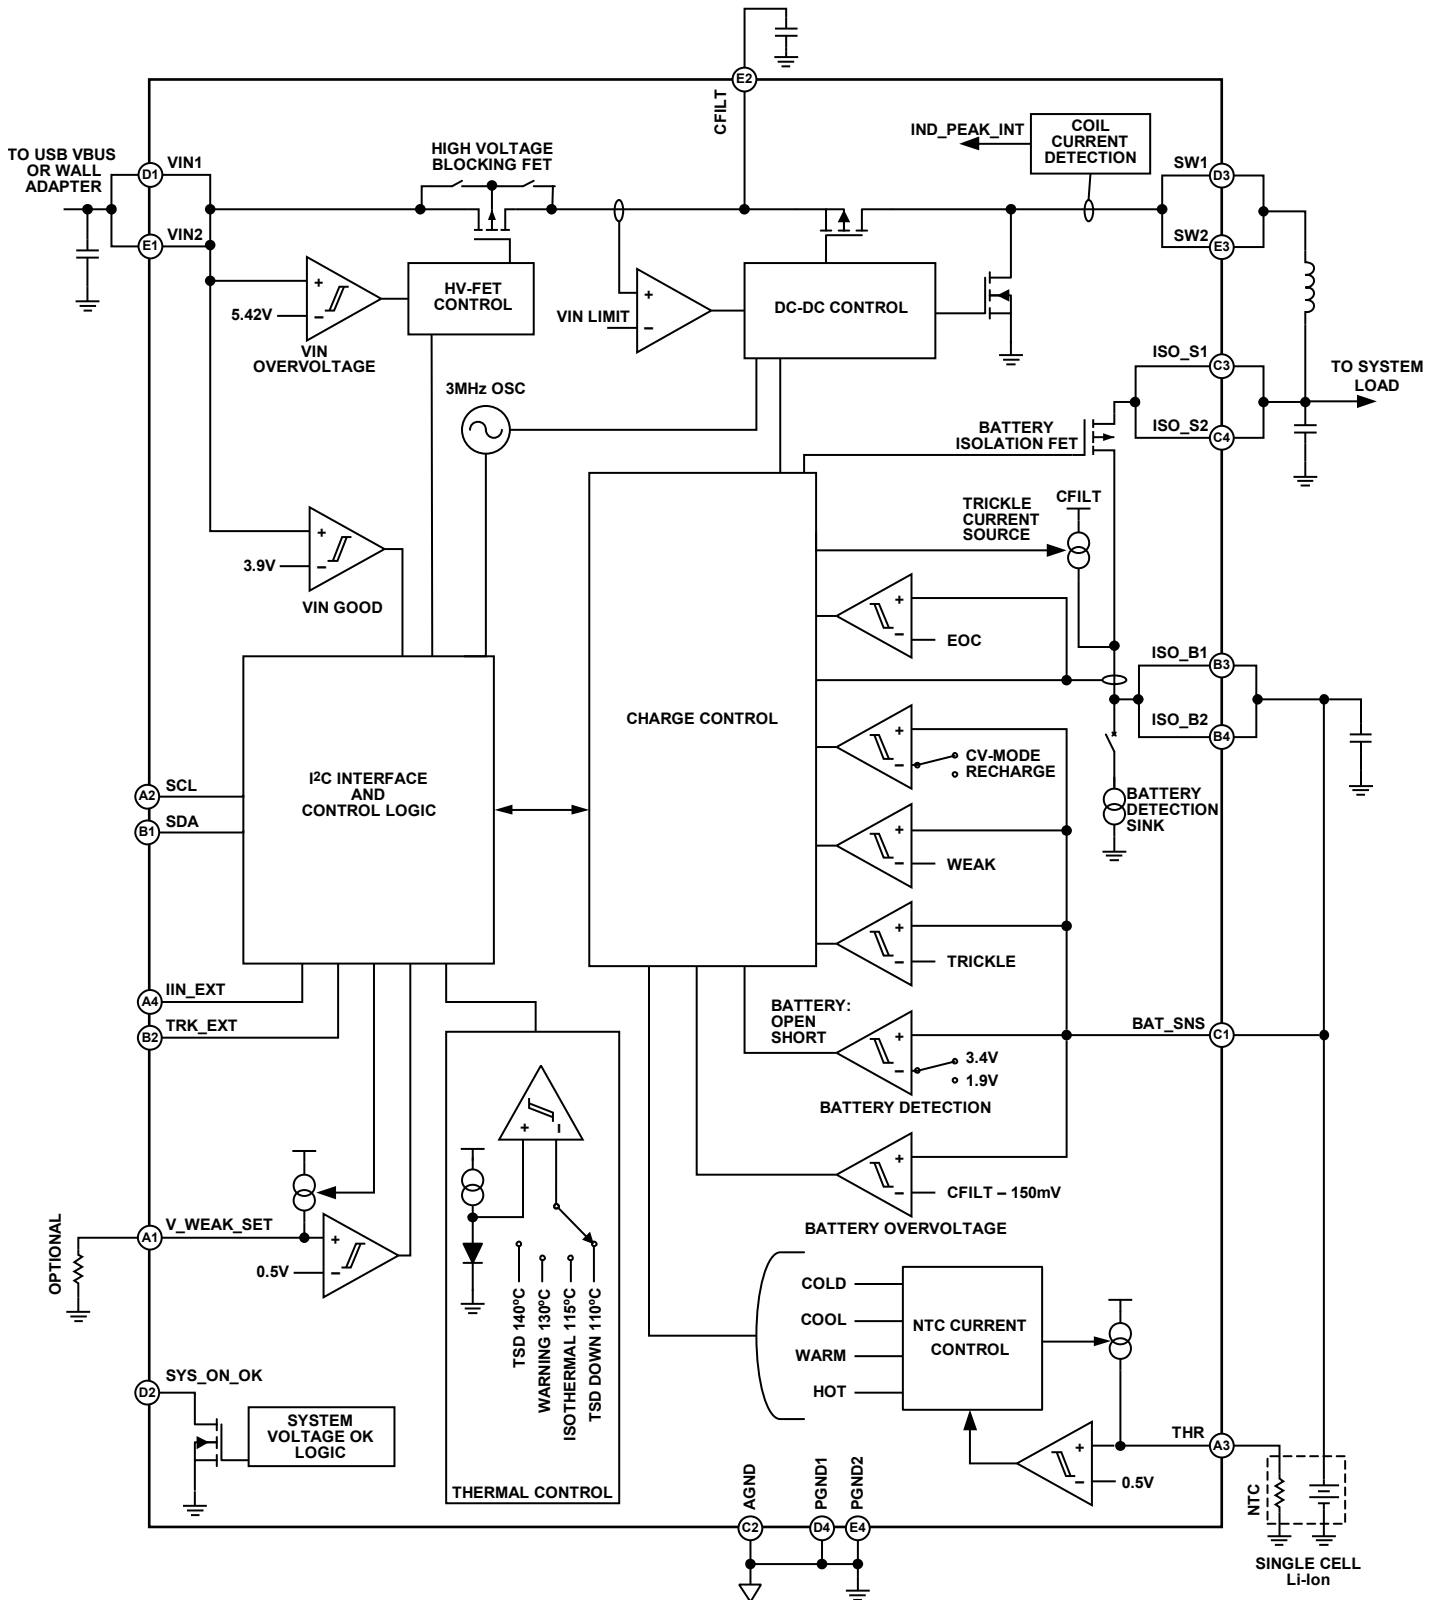 E2
CFILT
TO USB VBUS
OR WALL
ADAPTER
D1
VIN1
E1
VIN2
HIGH VOLTAGE
BLOCKING FET
IND_PEAK_INT
COIL
CURRENT
DETECTION
SW1
D3
SW2
E3
+
5.42V
–
VIN
OVERVOLTAGE
HV-FET
CONTROL
+
VIN LIMIT
–
DC-DC CONTROL
3MHz OSC
ISO_S1
C3
ISO_S2
C4
TO SYSTEM
LOAD
BATTERY
ISOLATION FET
TRICKLE
CURRENT
SOURCE
CFILT
+
3.9V
–
VIN GOOD
+
–
EOC
ISO_B1
B3
ISO_B2
B4
CHARGE CONTROL
+
–
CV-MODE
RECHARGE
BATTERY
DETECTION
SINK
I2C INTERFACE
AND
CONTROL LOGIC
A2
SCL
B1
SDA
+
–
WEAK
+
–
TRICKLE
A4
IIN_EXT
B2
TRK_EXT
BATTERY:
OPEN
SHORT
+
–
3.4V
1.9V
BATTERY DETECTION
BAT_SNS
C1
+
–
CFILT – 150mV
BATTERY OVERVOLTAGE
+
–
TSD 140ºC
WARNING 130ºC
ISOTHERMAL 115ºC
TSD DOWN 110ºC
THERMAL CONTROL
OPTIONAL
A1
V_WEAK_SET
+
0.5V
–
COLD
COOL
WARM
HOT
NTC CURRENT
CONTROL
D2
SYS_ON_OK
SYSTEM
VOLTAGE OK
LOGIC
+
–
0.5V
THR
A3
NTC
SINGLE CELL
Li-Ion
AGND
C2
PGND1
D4
PGND2
E4